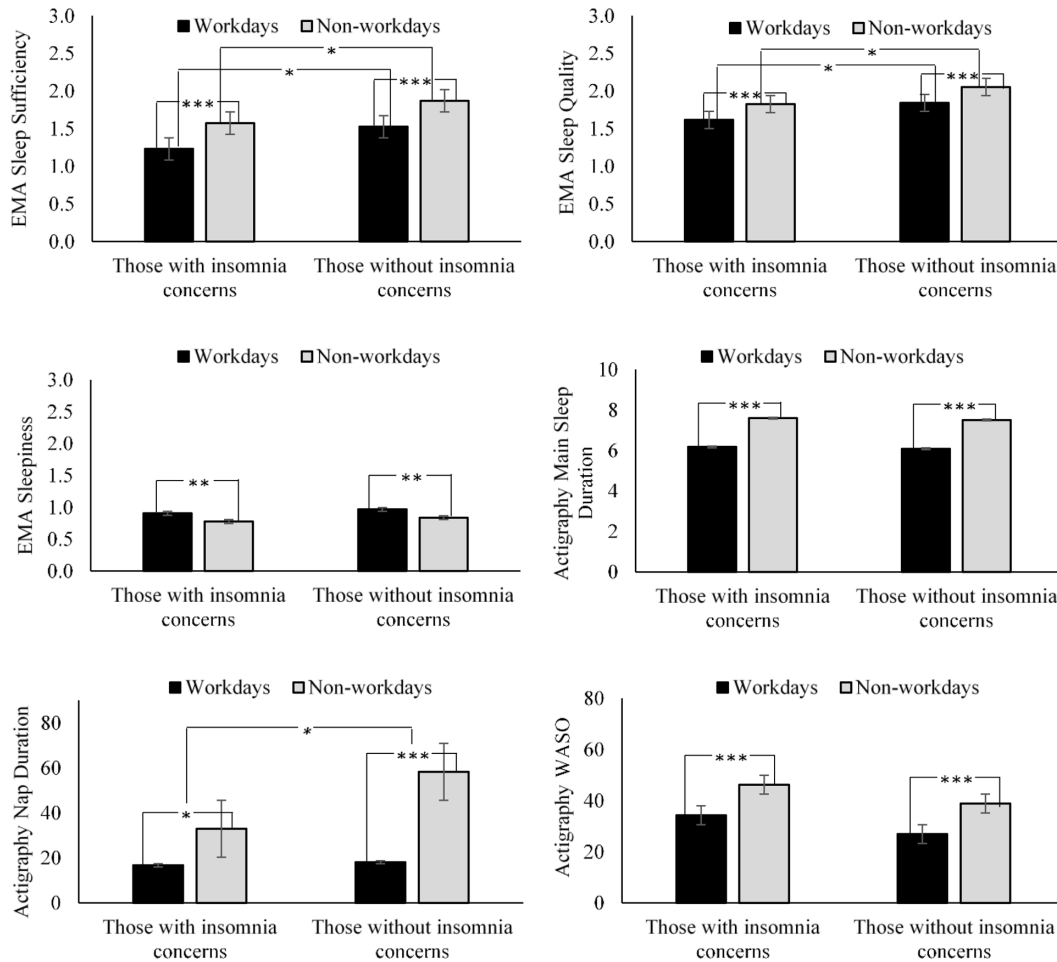 Workdays Non-workdays
EMA Sleep Sufficiency
3.0
2.5
2.0
1.5
1.0
0.5
0.0
*
*
***
***
Those with insomnia concerns
Those without insomnia concerns
Workdays Non-workdays
EMA Sleep Quality
3.0
2.5
2.0
1.5
1.0
0.5
0.0
*
*
***
***
Those with insomnia concerns
Those without insomnia concerns
Workdays Non-workdays
EMA Sleepiness
3.0
2.5
2.0
1.5
1.0
0.5
0.0
**
**
Those with insomnia concerns
Those without insomnia concerns
Workdays Non-workdays
Actigraphy Main Sleep
Duration
10
8
6
4
2
0
***
***
Those with insomnia concerns
Those without insomnia concerns
Workdays Non-workdays
Actigraphy Nap Duration
80
60
40
20
0
*
*
***
Those with insomnia concerns
Those without insomnia concerns
Workdays Non-workdays
Actigraphy WASO
80
60
40
20
0
***
***
Those with insomnia concerns
Those without insomnia concerns